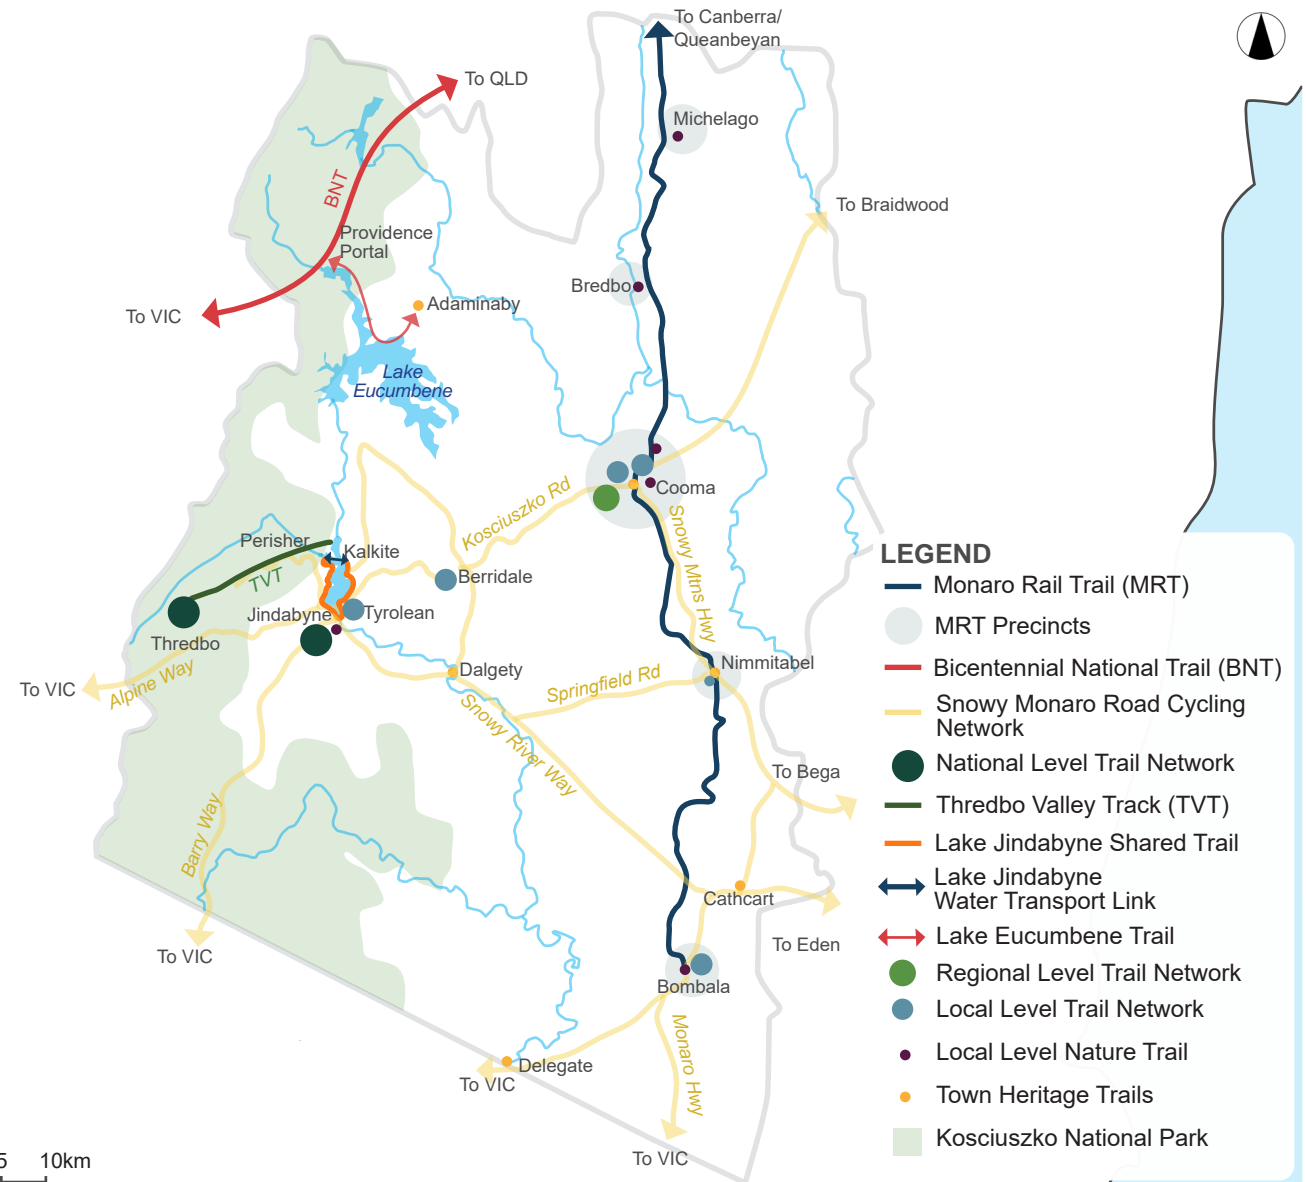 To Canberra/
Queanbeyan
To QLD
Michelago
BNT
To Braidwood
Providence
Portal
Bredbo
Adaminaby
To VIC
Lake
Eucumbene
Kosciuszko Rd
Cooma
Snowy Mtns Hwy
Perisher
Kalkite
TVT
Berridale
Jindabyne
Tyrolean
Thredbo
Alpine Way
To VIC
Dalgety
Springfield Rd
Nimmitabel
Snowy River Way
To Bega
Barry Way
Cathcart
To VIC
To Eden
Bombala
Monaro Hwy
Delegate
To VIC
To VIC
5 10km
LEGEND
Monaro Rail Trail (MRT)
MRT Precincts
Bicentennial National Trail (BNT)
Snowy Monaro Road Cycling
Network
National Level Trail Network
Thredbo Valley Track (TVT)
Lake Jindabyne Shared Trail
Lake Jindabyne
Water Transport Link
Lake Eucumbene Trail
Regional Level Trail Network
Local Level Trail Network
Local Level Nature Trail
Town Heritage Trails
Kosciuszko National Park